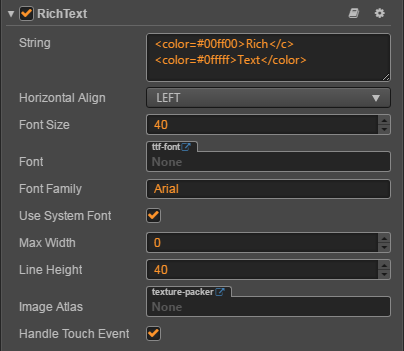 RichText
String
<color=#00ff00>Rich</c>
<color=#0fffff>Text</color>
Horizontal Align LEFT
Font Size 40
ttf-font
Font None
Font Family Arial
Use System Font
Max Width 0
Line Height 40
texture-packer
Image Atlas None
Handle Touch Event